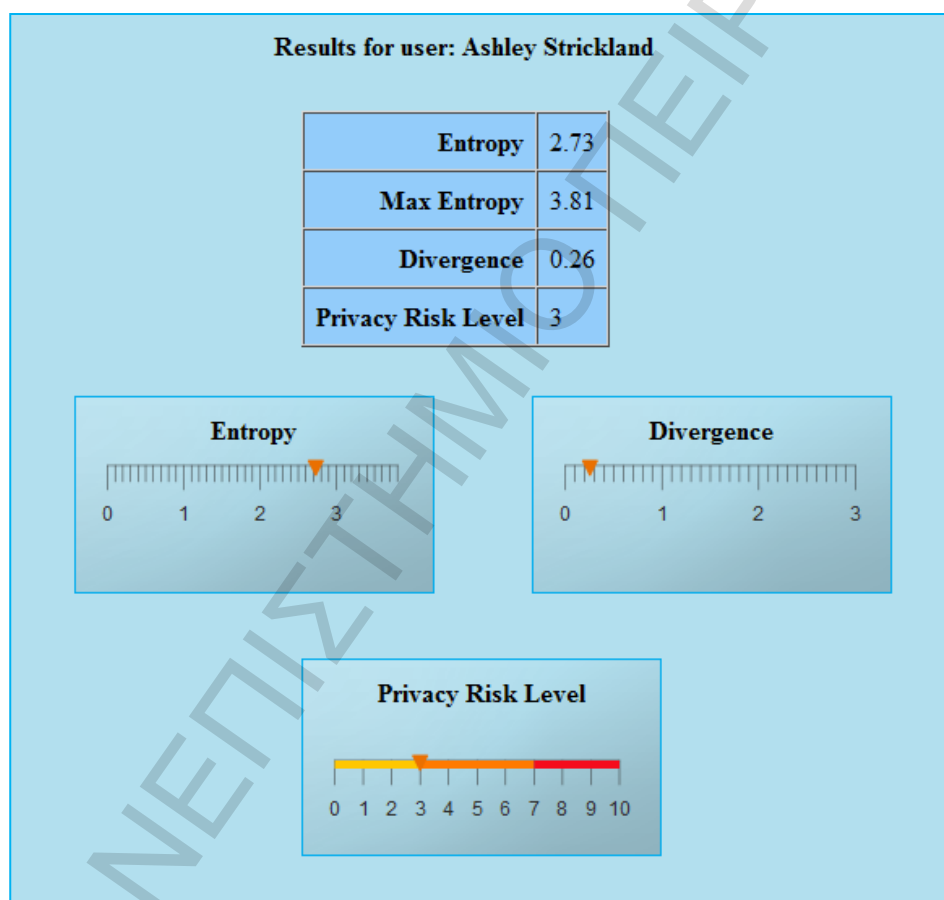 Results for user: Ashley Strickland
Entropy 2.73
Max Entropy 3.81
Divergence 0.26
Privacy Risk Level 3
Entropy
0 1 2 3
Divergence
0 1 2 3
Privacy Risk Level
0 1 2 3 4 5 6 7 8 9 10
ΝΕΠΙΣΤΗΜΙΟ ΠΕΙΡ